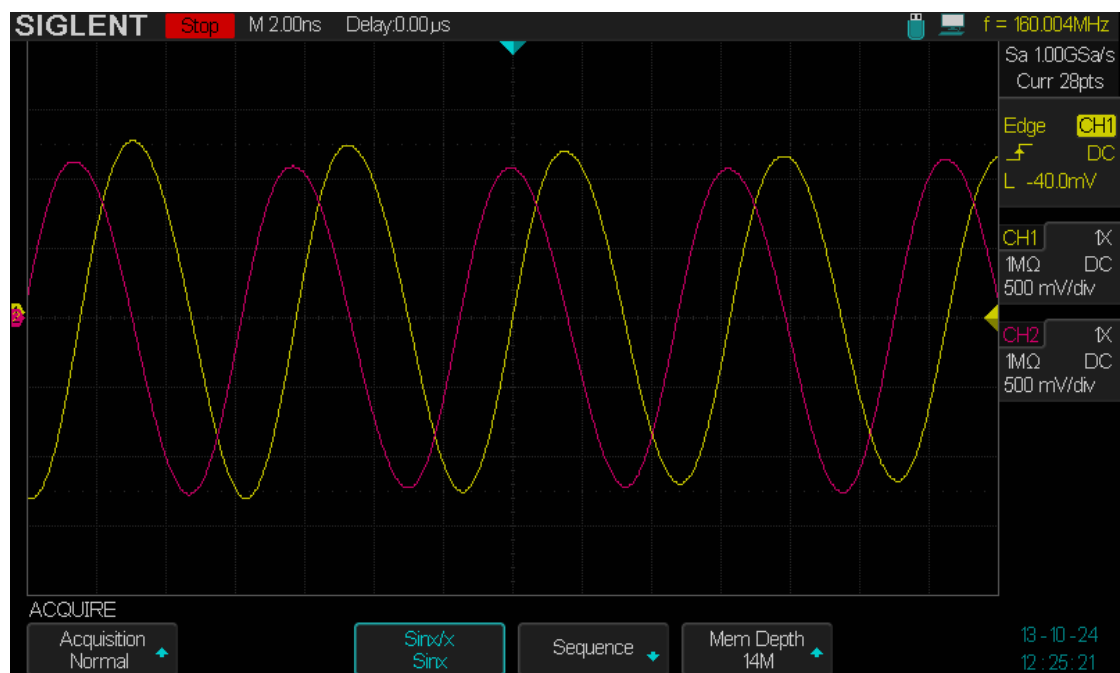 SIGLENT Stop M 2.00ns Delay:0.00µs f = 160.004MHz
Sa 1.00GSa/s
Curr 28pts
Edge CH1
DC
L -40.0mV
CH1 1X
1MΩ DC
500 mV/div
CH2 1X
1MΩ DC
500 mV/div
ACQUIRE
Acquisition
Normal
Sinx/x
Sinx
Sequence
Mem Depth
14M
13-10-24
12:25:21